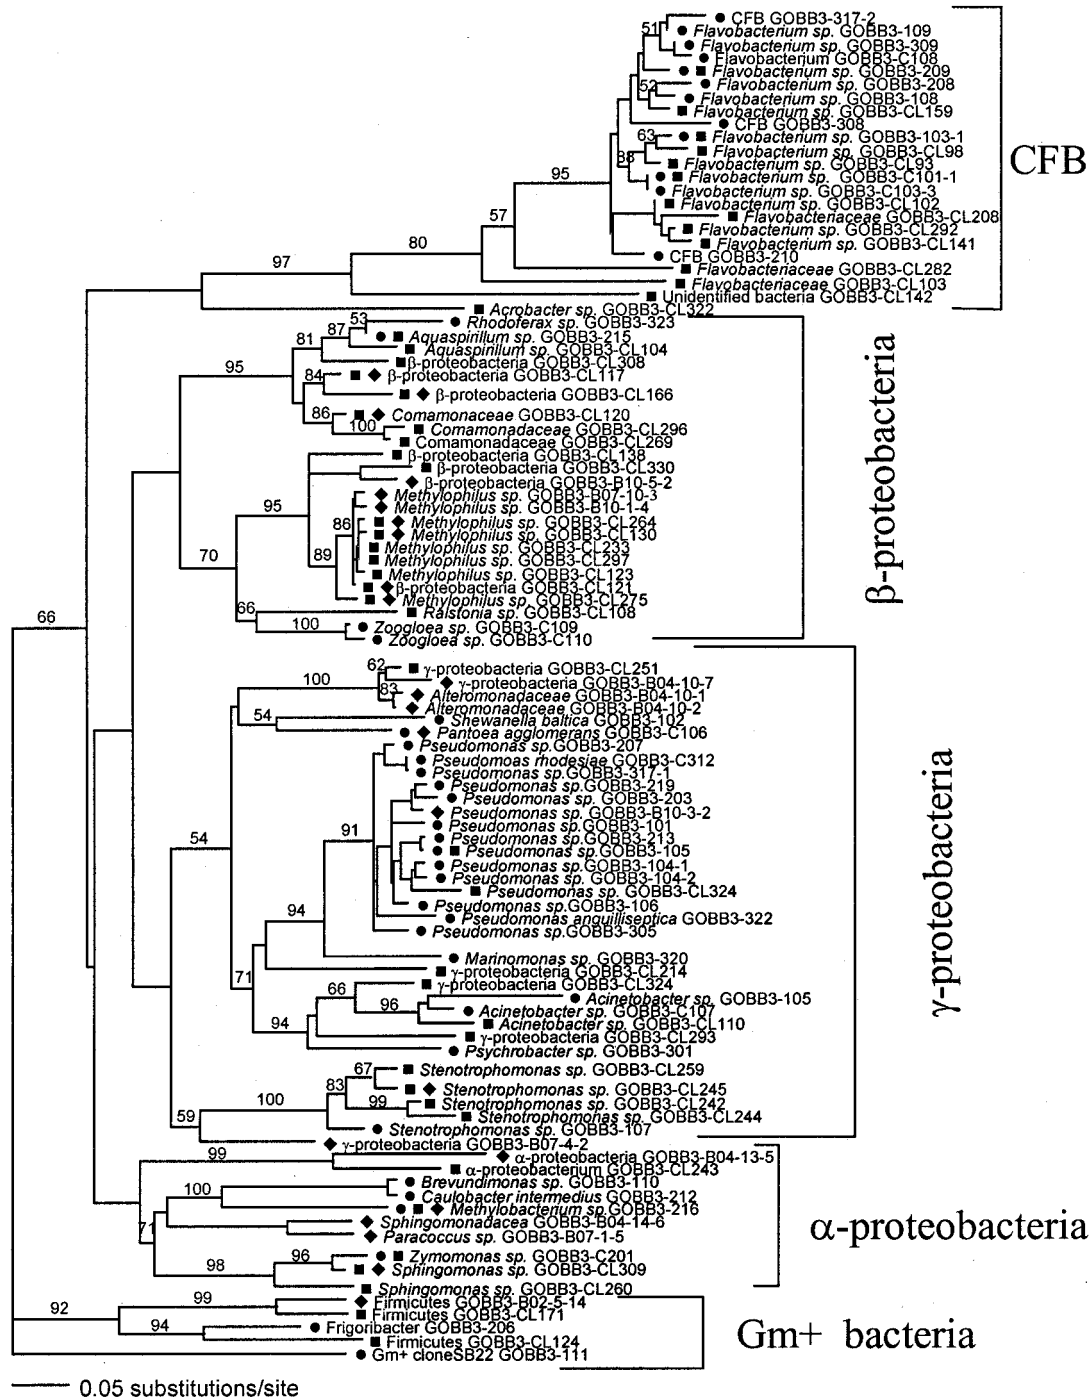 CFB GOBB3-317-2
51
Flavobacterium sp. GOBB3-109
Flavobacterium sp. GOBB3-309
Flavobacterium GOBB3-C108
Flavobacterium sp. GOBB3-209
52
Flavobacterium sp. GOBB3-208
Flavobacterium sp. GOBB3-108
Flavobacterium sp. GOBB3-CL159
CFB GOBB3-308
63
Flavobacterium sp. GOBB3-103-1
Flavobacterium sp. GOBB3-CL98
88
Flavobacterium sp. GOBB3-CL93
CFB
95
Flavobacterium sp. GOBB3-C101-1
Flavobacterium sp. GOBB3-C103-3
Flavobacterium sp. GOBB3-CL102
57
Flavobacteriaceae GOBB3-CL208
Flavobacterium sp. GOBB3-CL292
80
Flavobacterium sp. GOBB3-CL141
CFB GOBB3-210
97
Flavobacteriaceae GOBB3-CL282
Flavobacteriaceae GOBB3-CL103
Unidentified bacteria GOBB3-CL142
Acrobacter sp. GOBB3-CL322
53
Rhodoferax sp. GOBB3-323
87
Aquaspirillum sp. GOBB3-215
81
Aquaspirillum sp. GOBB3-CL104
β-proteobacteria GOBB3-CL308
95
84
β-proteobacteria GOBB3-CL117
β-proteobacteria GOBB3-CL166
86
Comamonaceae GOBB3-CL120
100
Comamonadaceae GOBB3-CL296
Comamonadaceae GOBB3-CL269
β-proteobacteria GOBB3-CL138
β-proteobacteria GOBB3-CL330
β-proteobacteria GOBB3-B10-5-2
β-proteobacteria
Methylophilus sp. GOBB3-B07-10-3
95
Methylophilus sp. GOBB3-B10-1-4
86
Methylophilus sp. GOBB3-CL264
Methylophilus sp. GOBB3-CL130
Methylophilus sp. GOBB3-CL233
70
89
Methylophilus sp. GOBB3-CL297
Methylophilus sp. GOBB3-CL123
β-proteobacteria GOBB3-CL121
Methylophilus sp. GOBB3-CL275
66
66
Ralstonia sp. GOBB3-CL108
100
Zoogloea sp. GOBB3-C109
Zoogloea sp. GOBB3-C110
62
γ-proteobacteria GOBB3-CL251
100
83
γ-proteobacteria GOBB3-B04-10-7
Alteromonadaceae GOBB3-B04-10-1
Alteromonadaceae GOBB3-B04-10-2
54
Shewanella baltica GOBB3-102
Pantoea agglomerans GOBB3-C106
Pseudomonas sp.GOBB3-207
Pseudomoas rhodesiae GOBB3-C312
Pseudomonas sp.GOBB3-317-1
Pseudomonas sp.GOBB3-219
Pseudomonas sp. GOBB3-203
Pseudomonas sp. GOBB3-B10-3-2
91
Pseudomonas sp.GOBB3-101
54
Pseudomonas sp.GOBB3-213
Pseudomonas sp. GOBB3-105
Pseudomonas sp. GOBB3-104-1
Pseudomonas sp. GOBB3-104-2
Pseudomonas sp. GOBB3-CL324
γ-proteobacteria
94
Pseudomonas sp.GOBB3-106
Pseudomonas anguilliseptica GOBB3-322
Pseudomonas sp.GOBB3-305
Marinomonas sp. GOBB3-320
71
γ-proteobacteria GOBB3-CL214
66
γ-proteobacteria GOBB3-CL324
96
Acinetobacter sp. GOBB3-105
Acinetobacter sp. GOBB3-C107
94
Acinetobacter sp. GOBB3-CL110
γ-proteobacteria GOBB3-CL293
Psychrobacter sp. GOBB3-301
67
Stenotrophomonas sp. GOBB3-CL259
83
Stenotrophomonas sp. GOBB3-CL245
100
99
Stenotrophomonas sp. GOBB3-CL242
59
Stenotrophomonas sp. GOBB3-CL244
Stenotrophomonas sp. GOBB3-107
γ-proteobacteria GOBB3-B07-4-2
99
α-proteobacteria GOBB3-B04-13-5
α-proteobacterium GOBB3-CL243
100
Brevundimonas sp. GOBB3-110
Caulobacter intermedius GOBB3-212
Methylobacterium sp.GOBB3-216
71
Sphingomonadacea GOBB3-B04-14-6
α-proteobacteria
Paracoccus sp. GOBB3-B07-1-5
96
Zymomonas sp. GOBB3-C201
98
Sphingomonas sp. GOBB3-CL309
Sphingomonas sp. GOBB3-CL260
92
99
Firmicutes GOBB3-B02-5-14
Firmicutes GOBB3-CL171
94
Frigoribacter GOBB3-206
Gm+ bacteria
Firmicutes GOBB3-CL124
Gm+ cloneSB22 GOBB3-111
0.05 substitutions/site